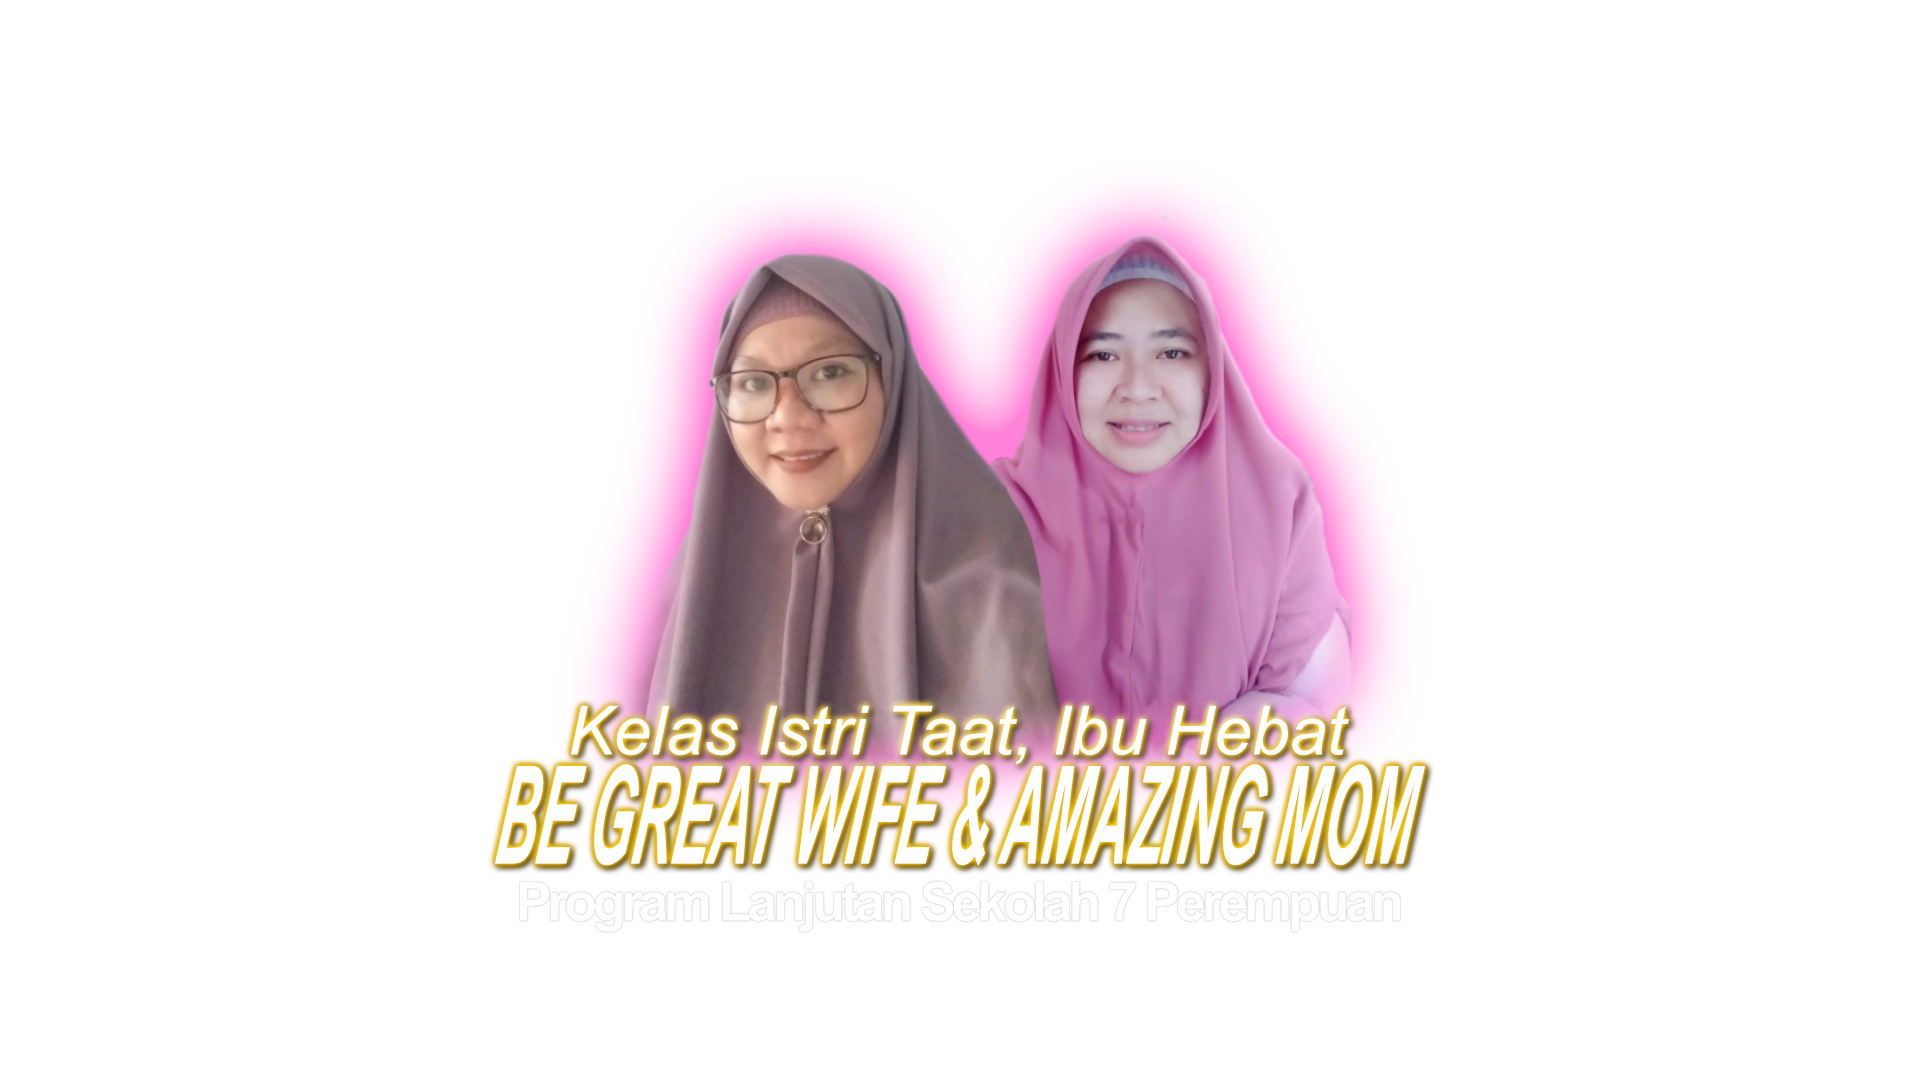 Kelas Istri Taat, Ibu Hebat
BE GREAT WIFE & AMAZING MOM
Program Lanjutan Sekolah 7 Perempuan